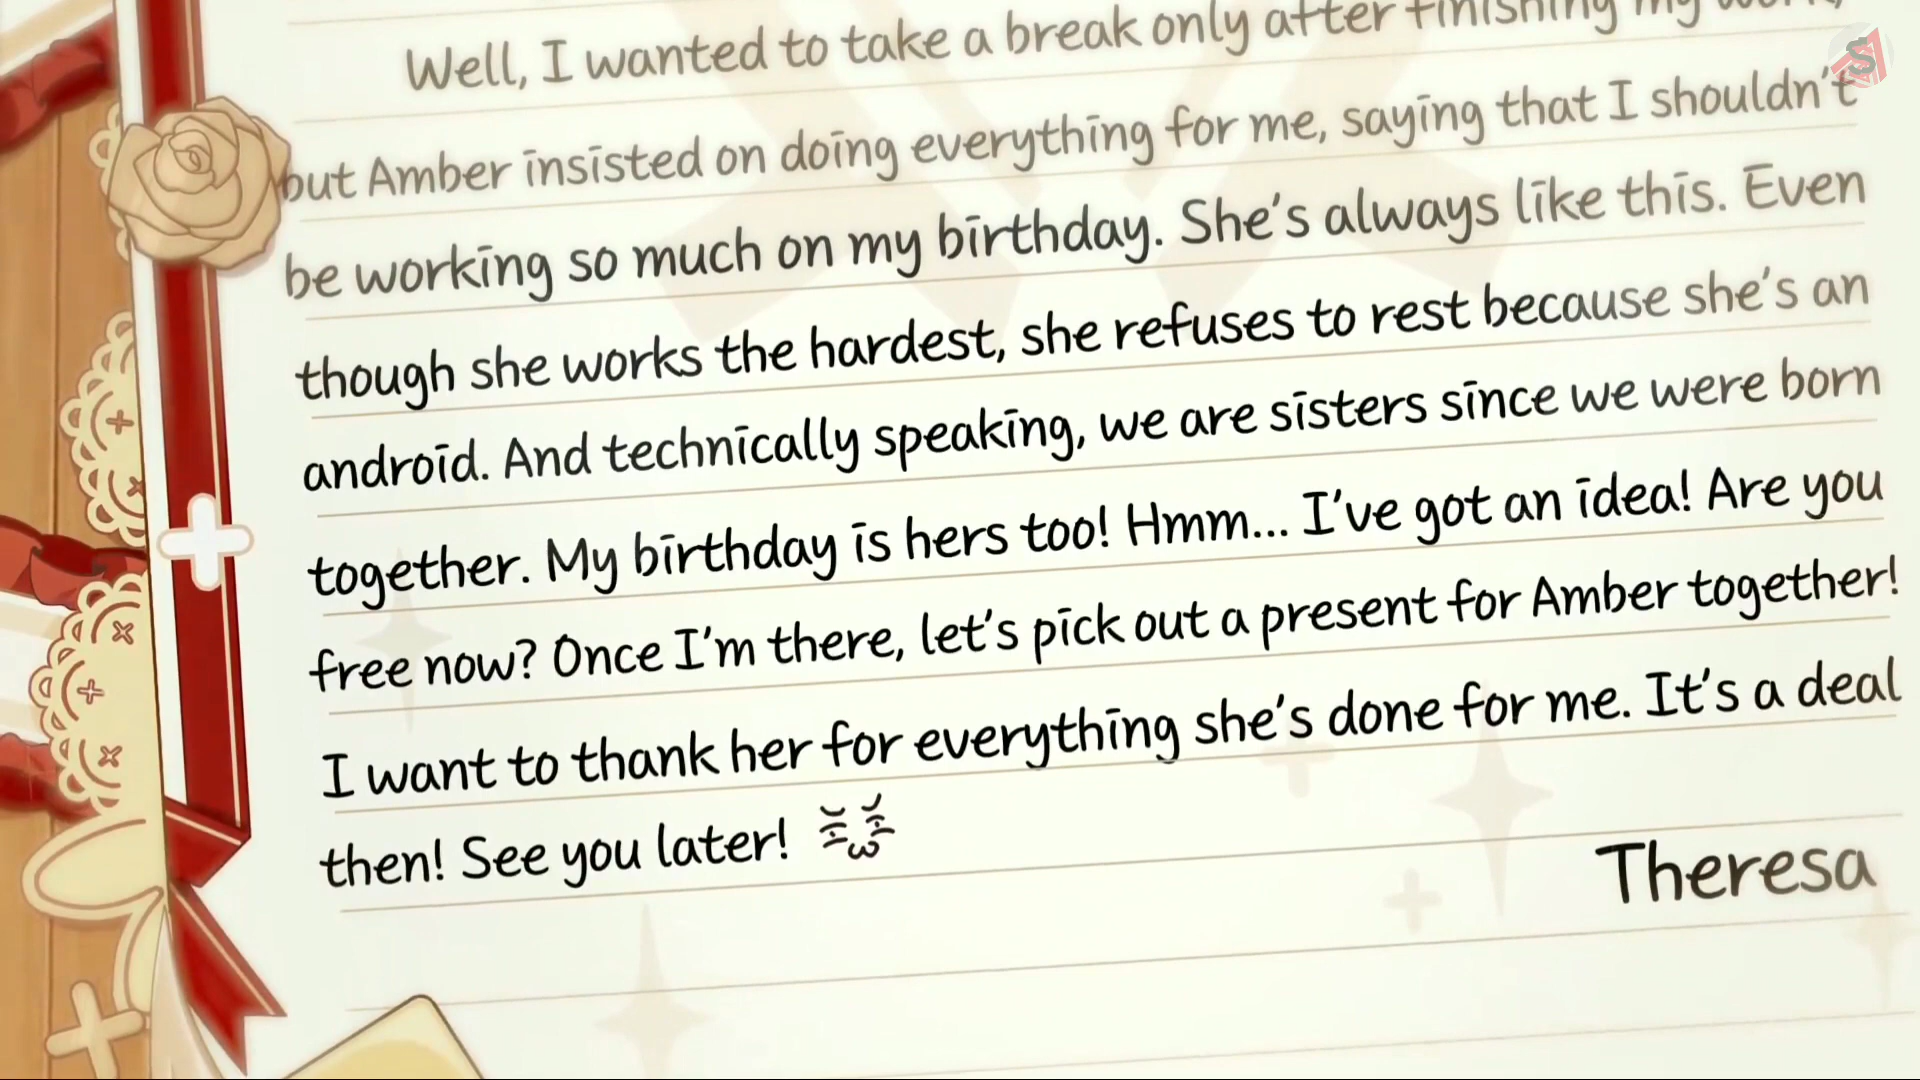 Well, I wanted to take a break only after finishing my work,
but Amber insisted on doing everything for me, saying that I shouldn't
be working so much on my birthday. She's always like this. Even
though she works the hardest, she refuses to rest because she's an
android. And technically speaking, we are sisters since we were born
together. My birthday is hers too! Hmm... I've got an idea! Are you
free now? Once I'm there, let's pick out a present for Amber together!
I want to thank her for everything she's done for me. It's a deal
then! See you later!
Theresa